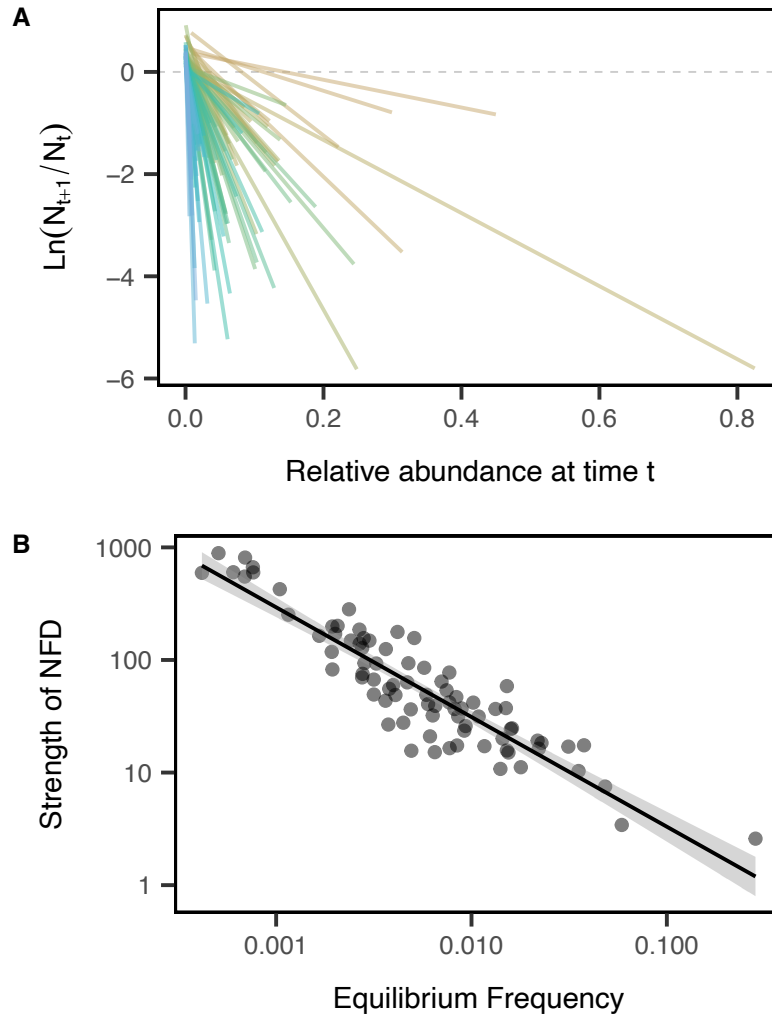 A
0
−2
−4
−6
Ln(Nt+1/Nt)
0.0 0.2 0.4 0.6 0.8
Relative abundance at time t
B
1000
100
10
1
Strength of NFD
0.001 0.010 0.100
Equilibrium Frequency